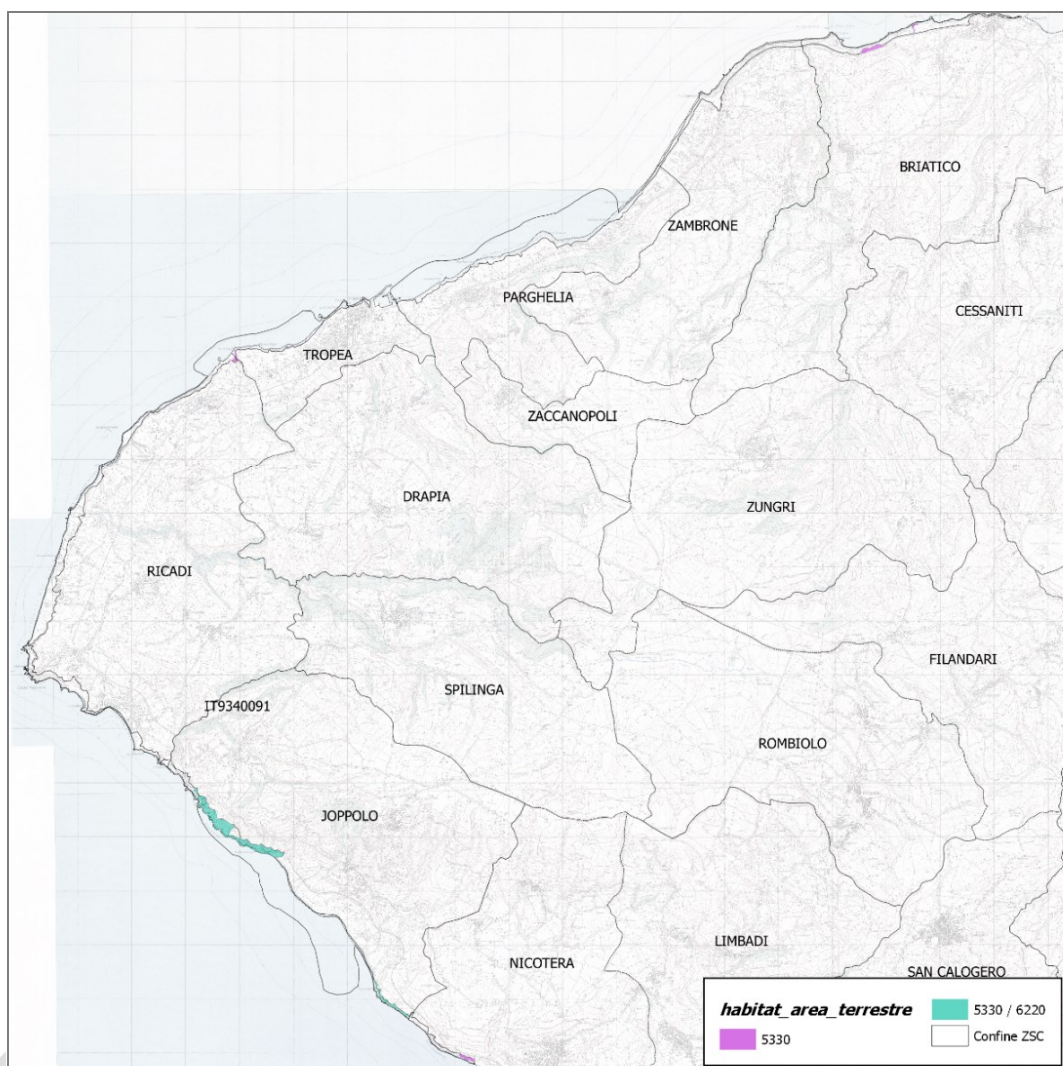 BRIATICO
ZAMBRONE
PARGHELIA
CESSANITI
TROPEA
ZACCANOPOLI
DRAPIA
ZUNGRI
RICADI
FILANDARI
SPILINGA
IT9340091
ROMBIOLO
JOPPOLO
LIMBADI
NICOTERA
SAN CALOGERO
habitat_area_terrestre
5330
5330 / 6220
Confine ZSC